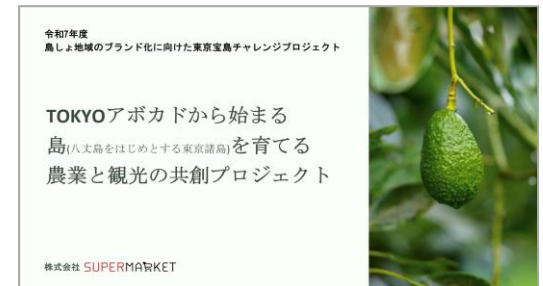 令和7年度
島しょ地域のブランド化に向けた東京宝島チャレンジプロジェクト
TOKYOアボカドから始まる
島(八丈島をはじめとする東京諸島)を育てる
農業と観光の共創プロジェクト
株式会社 SUPERMARKET